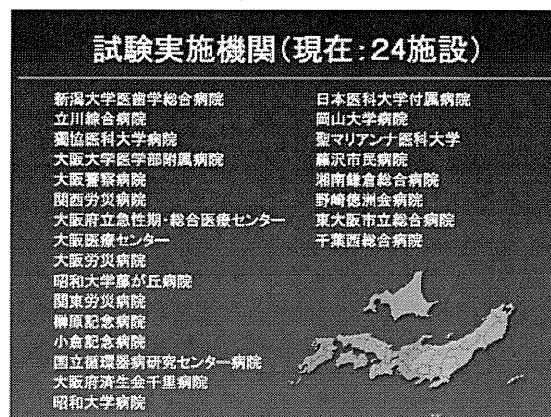 試験実施機関(現在:24施設)
新潟大学医歯学総合病院
立川綜合病院
獨協医科大学病院
大阪大学医学部附属病院
大阪警察病院
関西労災病院
大阪府立急性期・総合医療センター
大阪医療センター
大阪労災病院
昭和大学藤が丘病院
関東労災病院
榊原記念病院
小倉記念病院
国立循環器病研究センター病院
大阪府済生会千里病院
昭和大学病院
日本医科大学付属病院
岡山大学病院
聖マリアンナ医科大学
藤沢市民病院
湘南鎌倉総合病院
野崎徳洲会病院
東大阪市立総合病院
千葉西総合病院